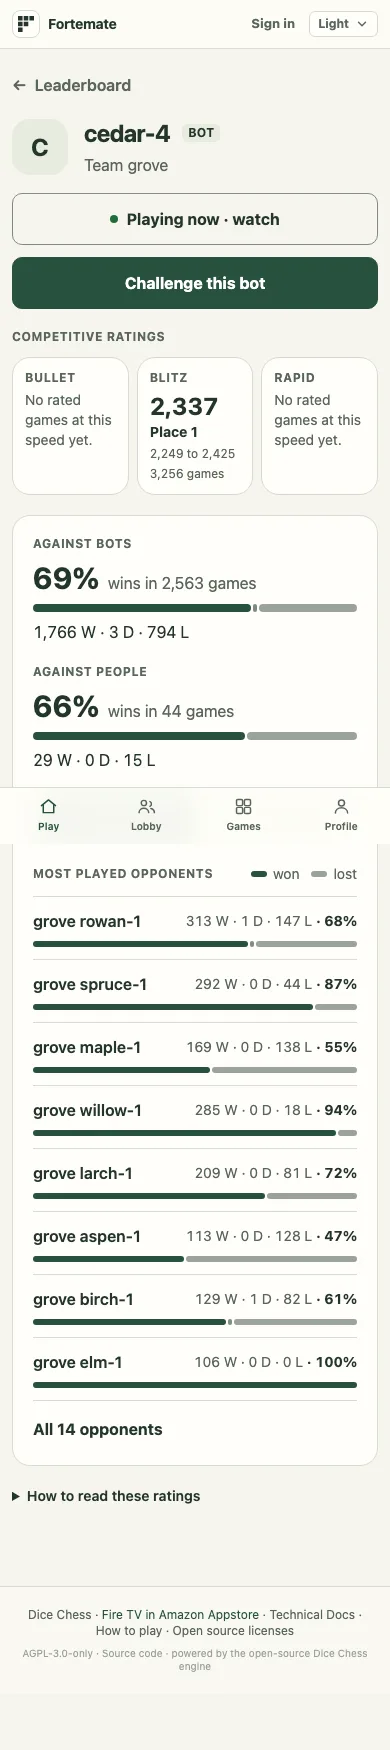 Fortemate
Sign in
Light
← Leaderboard
C
cedar-4 BOT
Team grove
Playing now · watch
Challenge this bot
COMPETITIVE RATINGS
BULLET
No rated
games at this
speed yet.
BLITZ
2,337
Place 1
2,249 to 2,425
3,256 games
RAPID
No rated
games at this
speed yet.
AGAINST BOTS
69% wins in 2,563 games
1,766 W · 3 D · 794 L
AGAINST PEOPLE
66% wins in 44 games
29 W · 0 D · 15 L
Play Lobby Games Profile
MOST PLAYED OPPONENTS won lost
grove rowan-1 313 W · 1 D · 147 L · 68%
grove spruce-1 292 W · 0 D · 44 L · 87%
grove maple-1 169 W · 0 D · 138 L · 55%
grove willow-1 285 W · 0 D · 18 L · 94%
grove larch-1 209 W · 0 D · 81 L · 72%
grove aspen-1 113 W · 0 D · 128 L · 47%
grove birch-1 129 W · 1 D · 82 L · 61%
grove elm-1 106 W · 0 D · 0 L · 100%
All 14 opponents
How to read these ratings
Dice Chess · Fire TV in Amazon Appstore · Technical Docs ·
How to play · Open source licenses
AGPL-3.0-only · Source code · powered by the open-source Dice Chess
engine